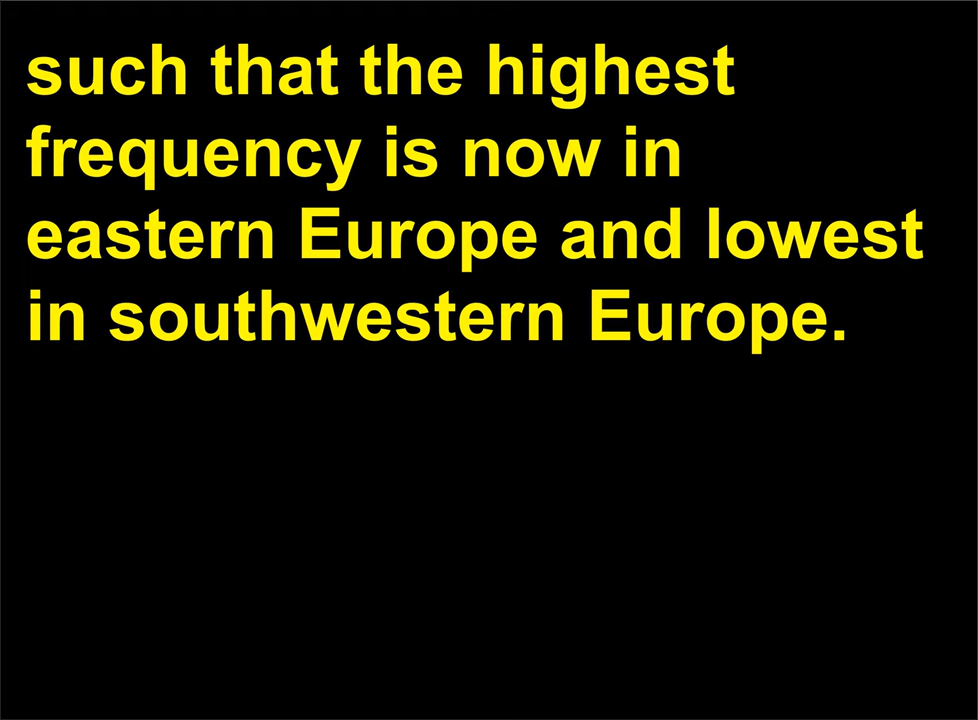 such that the highest
frequency is now in
eastern Europe and lowest
in southwestern Europe.